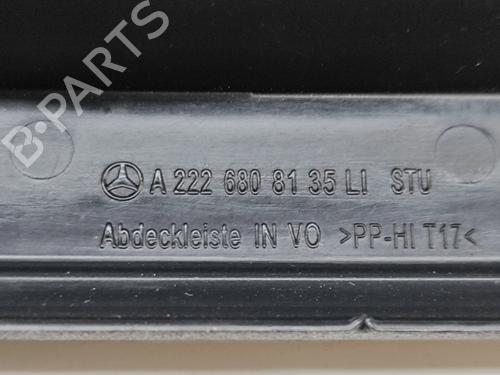 B-PARTS
A 222 680 81 35 LI STU
Abdeckleiste IN VO >PP-HI T17<